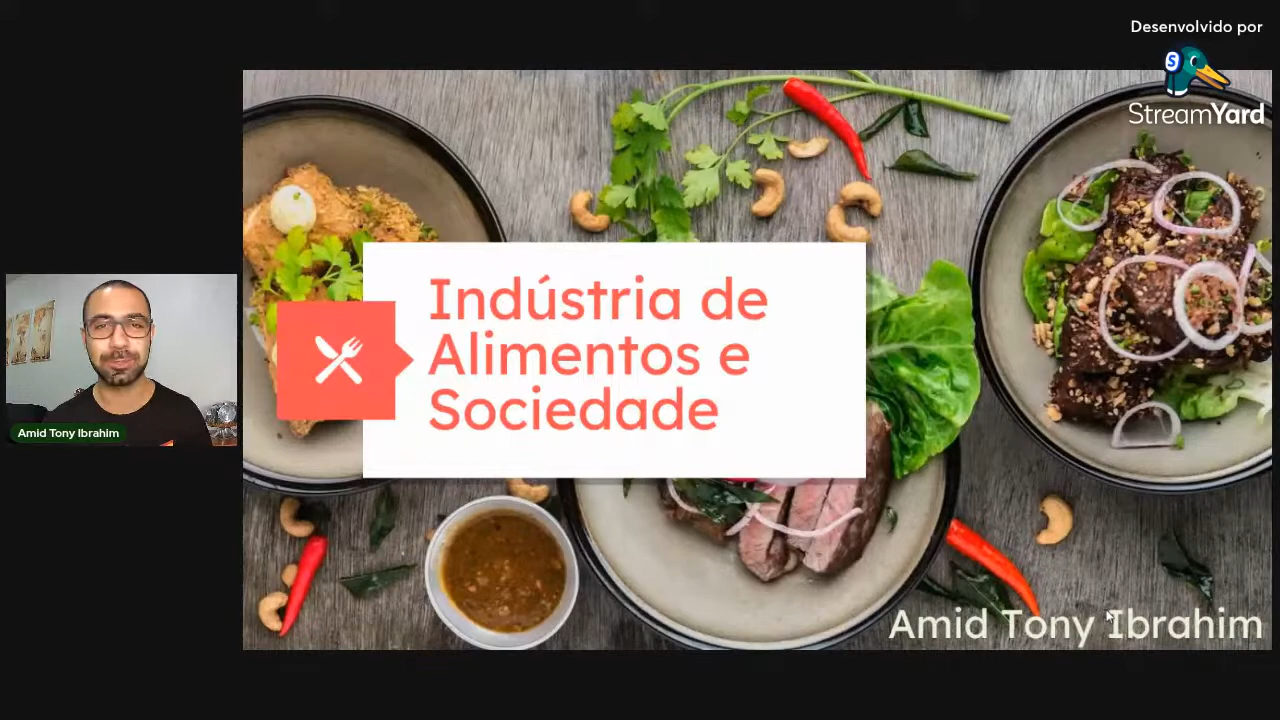 Desenvolvido por
S
StreamYard
Indústria de
Alimentos e
Sociedade
Amid Tony Ibrahim
Amid Tony Ibrahim